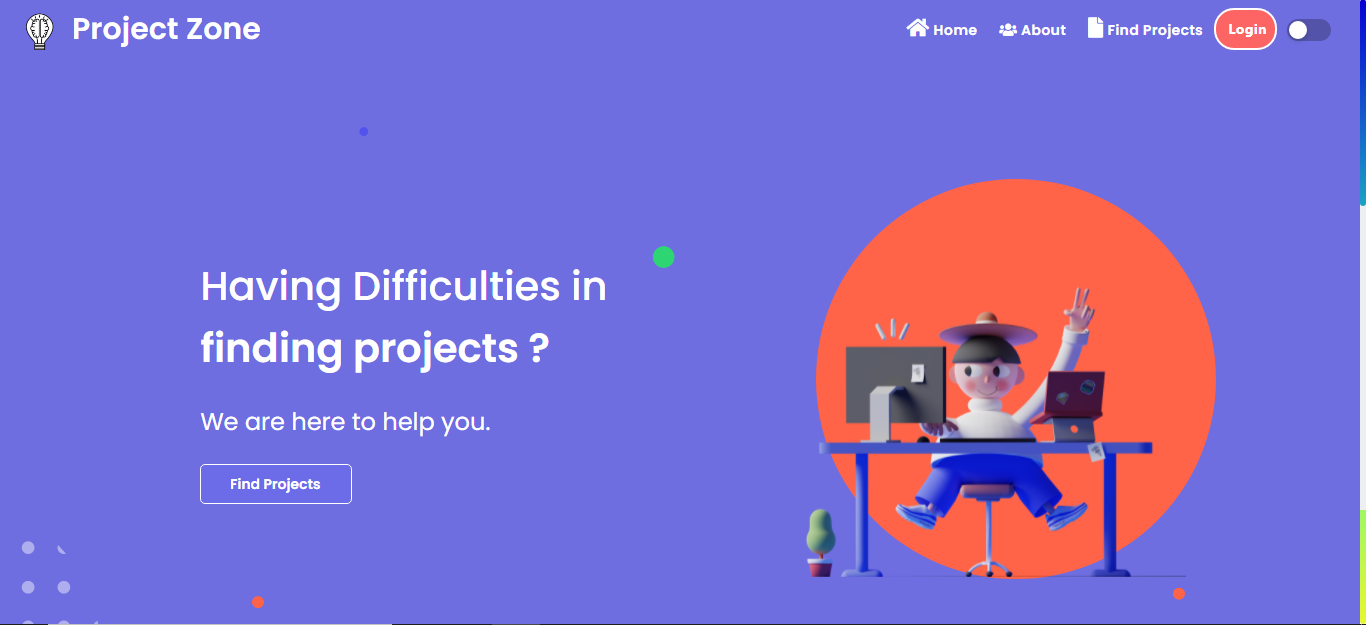 Project Zone
Home
About
Find Projects
Login
Having Difficulties in
finding projects ?
We are here to help you.
Find Projects